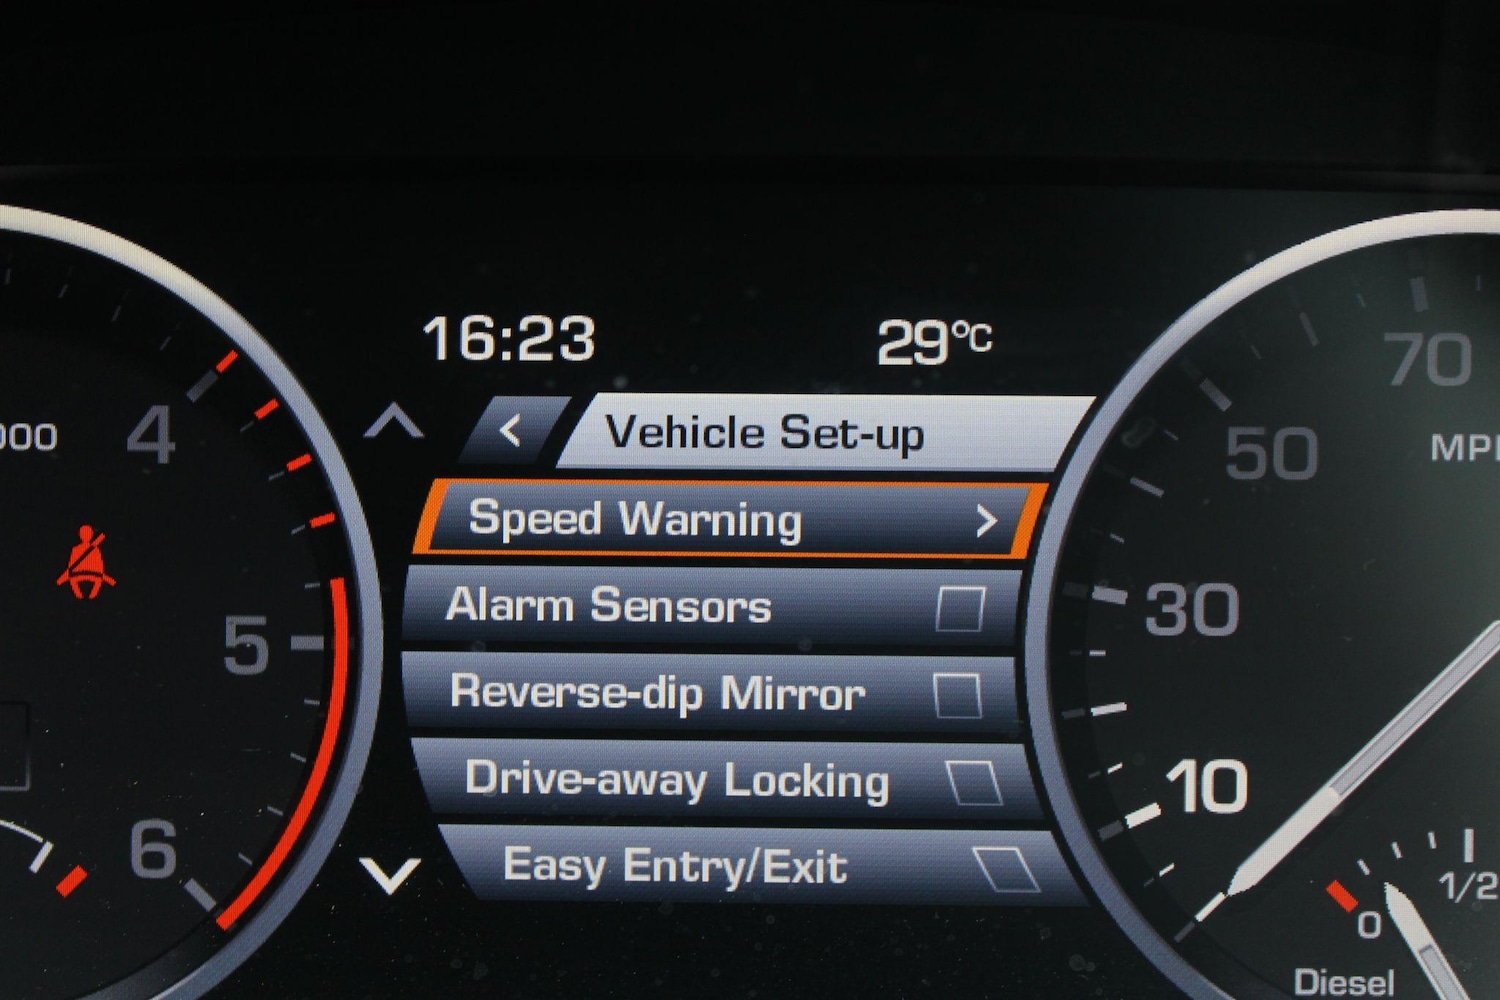 16:23
29°C
<
Vehicle Set-up
Speed Warning >
Alarm Sensors
Reverse-dip Mirror
Drive-away Locking
Easy Entry/Exit
4
5
6
70
50
30
10
1/2
0
Diesel